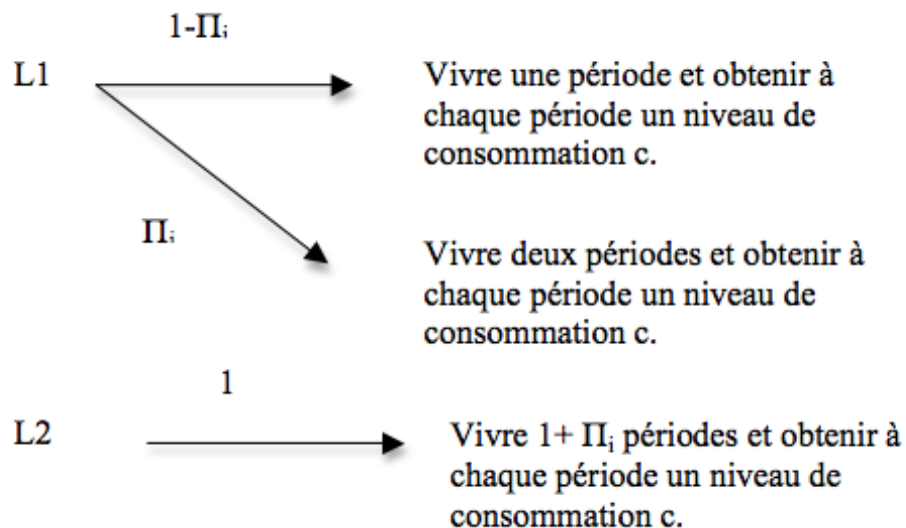 1-Πᵢ
L1
Vivre une période et obtenir à
chaque période un niveau de
consommation c.
Πᵢ
Vivre deux périodes et obtenir à
chaque période un niveau de
consommation c.
1
L2
Vivre 1+ Πᵢ périodes et obtenir à
chaque période un niveau de
consommation c.